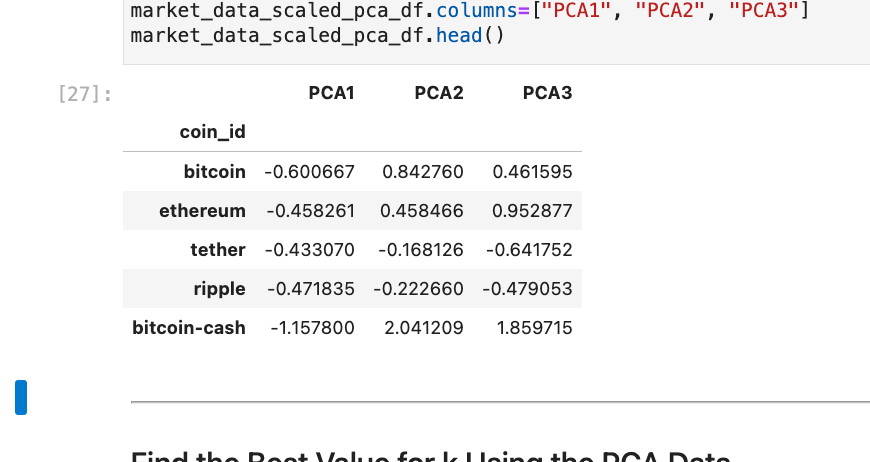 market_data_scaled_pca_df.columns=["PCA1", "PCA2", "PCA3"]
market_data_scaled_pca_df.head()
[27]:
PCA1 PCA2 PCA3
coin_id
bitcoin -0.600667 0.842760 0.461595
ethereum -0.458261 0.458466 0.952877
tether -0.433070 -0.168126 -0.641752
ripple -0.471835 -0.222660 -0.479053
bitcoin-cash -1.157800 2.041209 1.859715
Find the Best Value for k Using the PCA Data